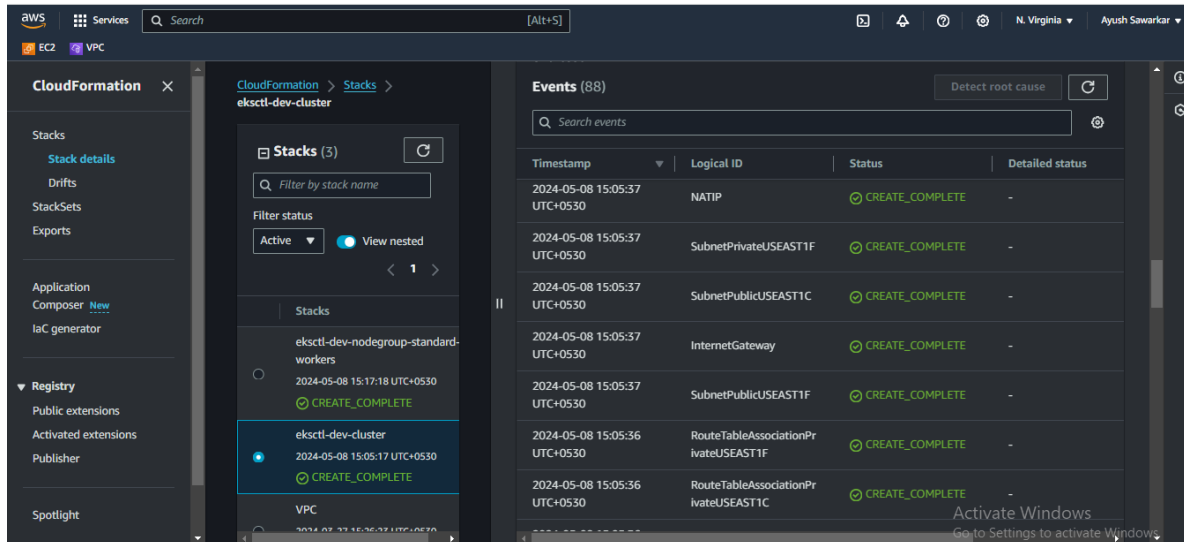 aws
Services
Search
[Alt+S]
N. Virginia ▼
Ayush Sawarkar ▼
EC2
VPC
CloudFormation
Stacks
Stack details
Drifts
StackSets
Exports
Application
Composer New
IaC generator
Registry
Public extensions
Activated extensions
Publisher
Spotlight
CloudFormation > Stacks >
eksctl-dev-cluster
Stacks (3)
Filter by stack name
Filter status
Active ▼
View nested
< 1 >
Stacks
eksctl-dev-nodegroup-standard-
workers
2024-05-08 15:17:18 UTC+0530
CREATE_COMPLETE
eksctl-dev-cluster
2024-05-08 15:05:17 UTC+0530
CREATE_COMPLETE
VPC
2024-03-27 15:26:23 UTC+0530
Events (88)
Detect root cause
Search events
Timestamp ▼ Logical ID Status Detailed status
2024-05-08 15:05:37
UTC+0530
NATIP
CREATE_COMPLETE
-
2024-05-08 15:05:37
UTC+0530
SubnetPrivateUSEAST1F
CREATE_COMPLETE
-
2024-05-08 15:05:37
UTC+0530
SubnetPublicUSEAST1C
CREATE_COMPLETE
-
2024-05-08 15:05:37
UTC+0530
InternetGateway
CREATE_COMPLETE
-
2024-05-08 15:05:37
UTC+0530
SubnetPublicUSEAST1F
CREATE_COMPLETE
-
2024-05-08 15:05:36
UTC+0530
RouteTableAssociationPr
ivateUSEAST1F
CREATE_COMPLETE
-
2024-05-08 15:05:36
UTC+0530
RouteTableAssociationPr
ivateUSEAST1C
CREATE_COMPLETE
-
Activate Windows
Go to Settings to activate Windows.